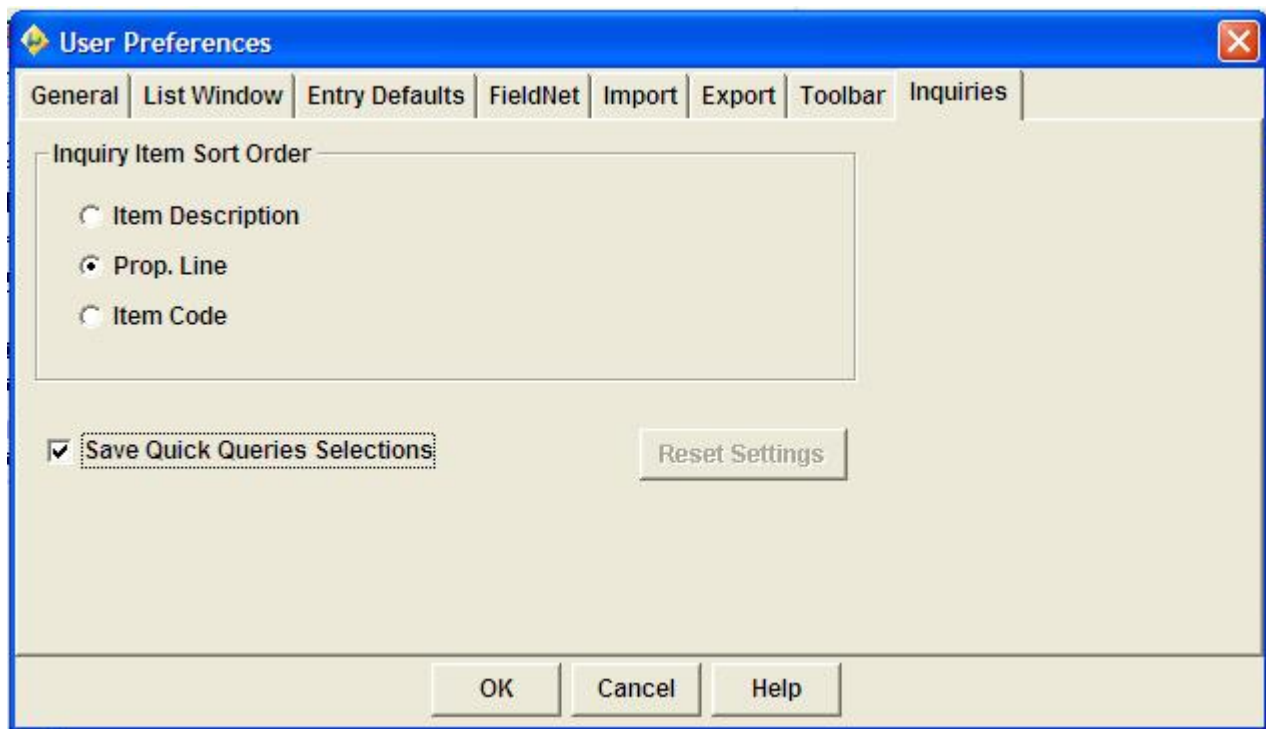 User Preferences
General List Window Entry Defaults FieldNet Import Export Toolbar Inquiries
Inquiry Item Sort Order
Item Description
Prop. Line
Item Code
Save Quick Queries Selections Reset Settings
OK Cancel Help